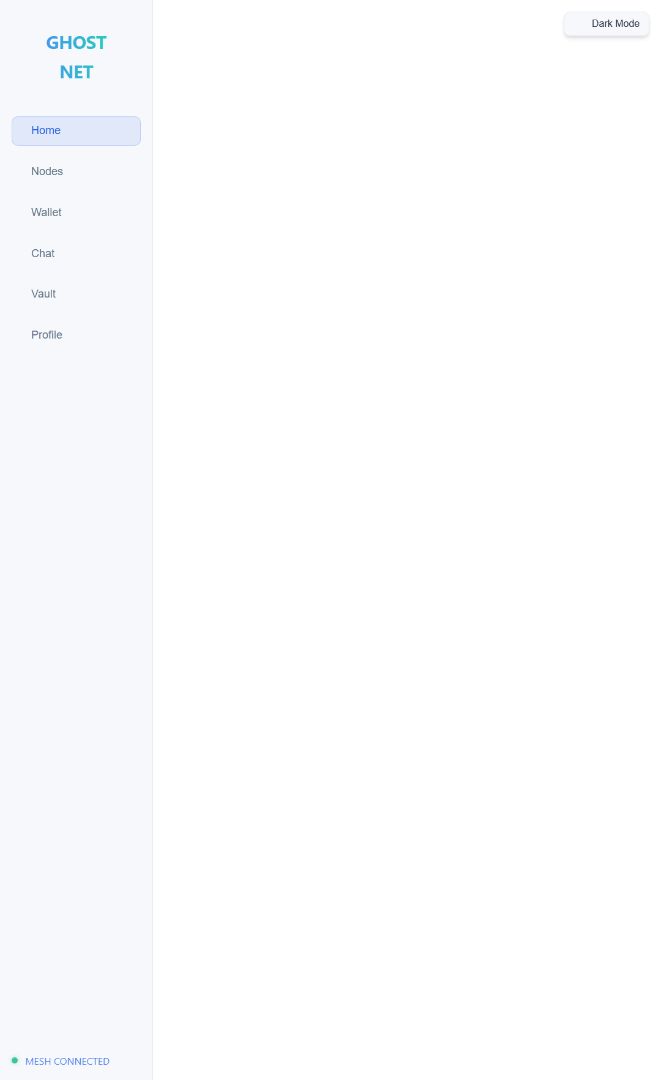 GHOST
NET
Dark Mode
Home
Nodes
Wallet
Chat
Vault
Profile
MESH CONNECTED